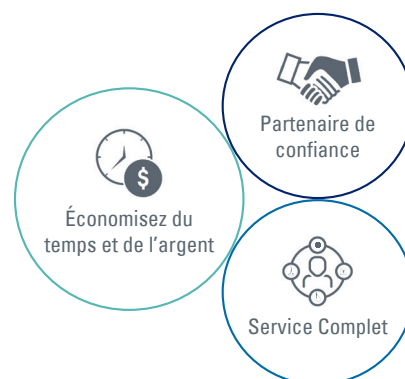 Partenaire de
confiance
$
Économisez du
temps et de l'argent
Service Complet